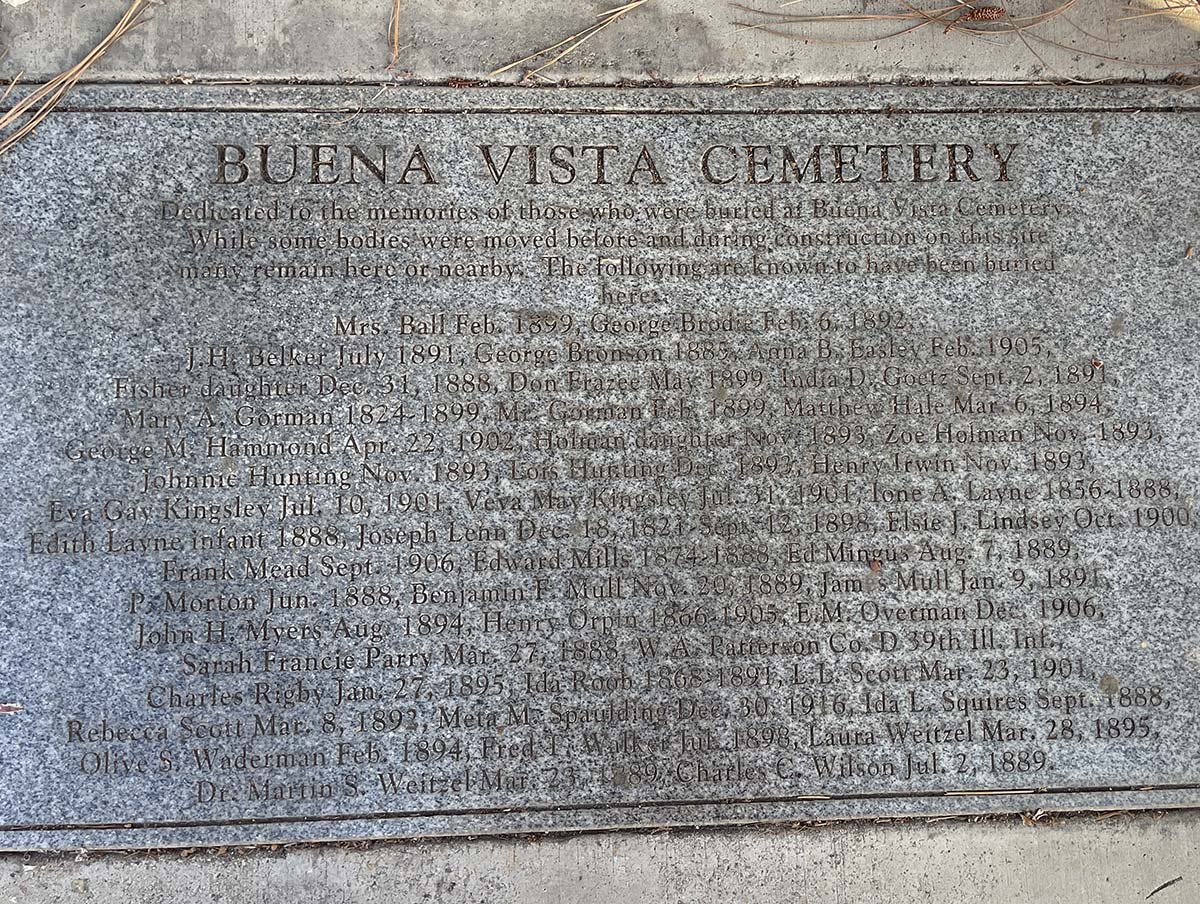 BUENA VISTA CEMETERY
Dedicated to the memories of those who were buried at Buena Vista Cemetery.
While some bodies were moved before and during construction on this site
many remain here or nearby. The following are known to have been buried
here:
Mrs. Ball Feb. 1899, George Brodie Feb. 6, 1892,
J.H. Belker July 1891, George Bronson 1885, Anna B. Easley Feb. 1905,
Fisher daughter Dec. 31, 1888, Don Frazee May 1899, India D. Goetz Sept. 2, 1891,
Mary A. Gorman 1824-1899, Mr. Gorman Feb. 1899, Matthew Hale Mar. 6, 1894,
George M. Hammond Apr. 22, 1902, Holman daughter Nov. 1893, Zoe Holman Nov. 1893,
Johnnie Hunting Nov. 1893, Lois Hunting Dec. 1893, Henry Irwin Nov. 1893,
Eva Gay Kingsley Jul. 10, 1901, Veva May Kingsley Jul. 31, 1901, Ione A. Layne 1856-1888,
Edith Layne infant 1888, Joseph Lenn Dec. 18, 1821-Sept. 12, 1898, Elsie J. Lindsey Oct. 1900,
Frank Mead Sept. 1906, Edward Mills 1874-1888, Ed Mingus Aug. 7, 1889,
P. Morton Jun. 1888, Benjamin F. Mull Nov. 20, 1889, Jam s Mull Jan. 9, 1891,
John H. Myers Aug. 1894, Henry Orpin 1866-1905, E.M. Overman Dec. 1906,
Sarah Francie Parry Mar. 27, 1888, W.A. Patterson Co. D 39th Ill. Inf.,
Charles Rigby Jan. 27, 1895, Ida Roob 1868-1891, L.L. Scott Mar. 23, 1901,
Rebecca Scott Mar. 8, 1892, Meta M. Spaulding Dec. 30, 1916, Ida L. Squires Sept. 1888,
Olive S. Waderman Feb. 1894, Fred T. Walker Jul. 1898, Laura Weitzel Mar. 28, 1895,
Dr. Martin S. Weitzel Mar. 23, 1889, Charles C. Wilson Jul. 2, 1889.